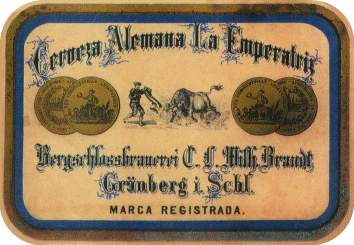 Cerveza Alemana La Emperatriz
Bergschlossbrauerei C. L. Wilh. Brandt
Grünberg i. Schl.
MARCA REGISTRADA.